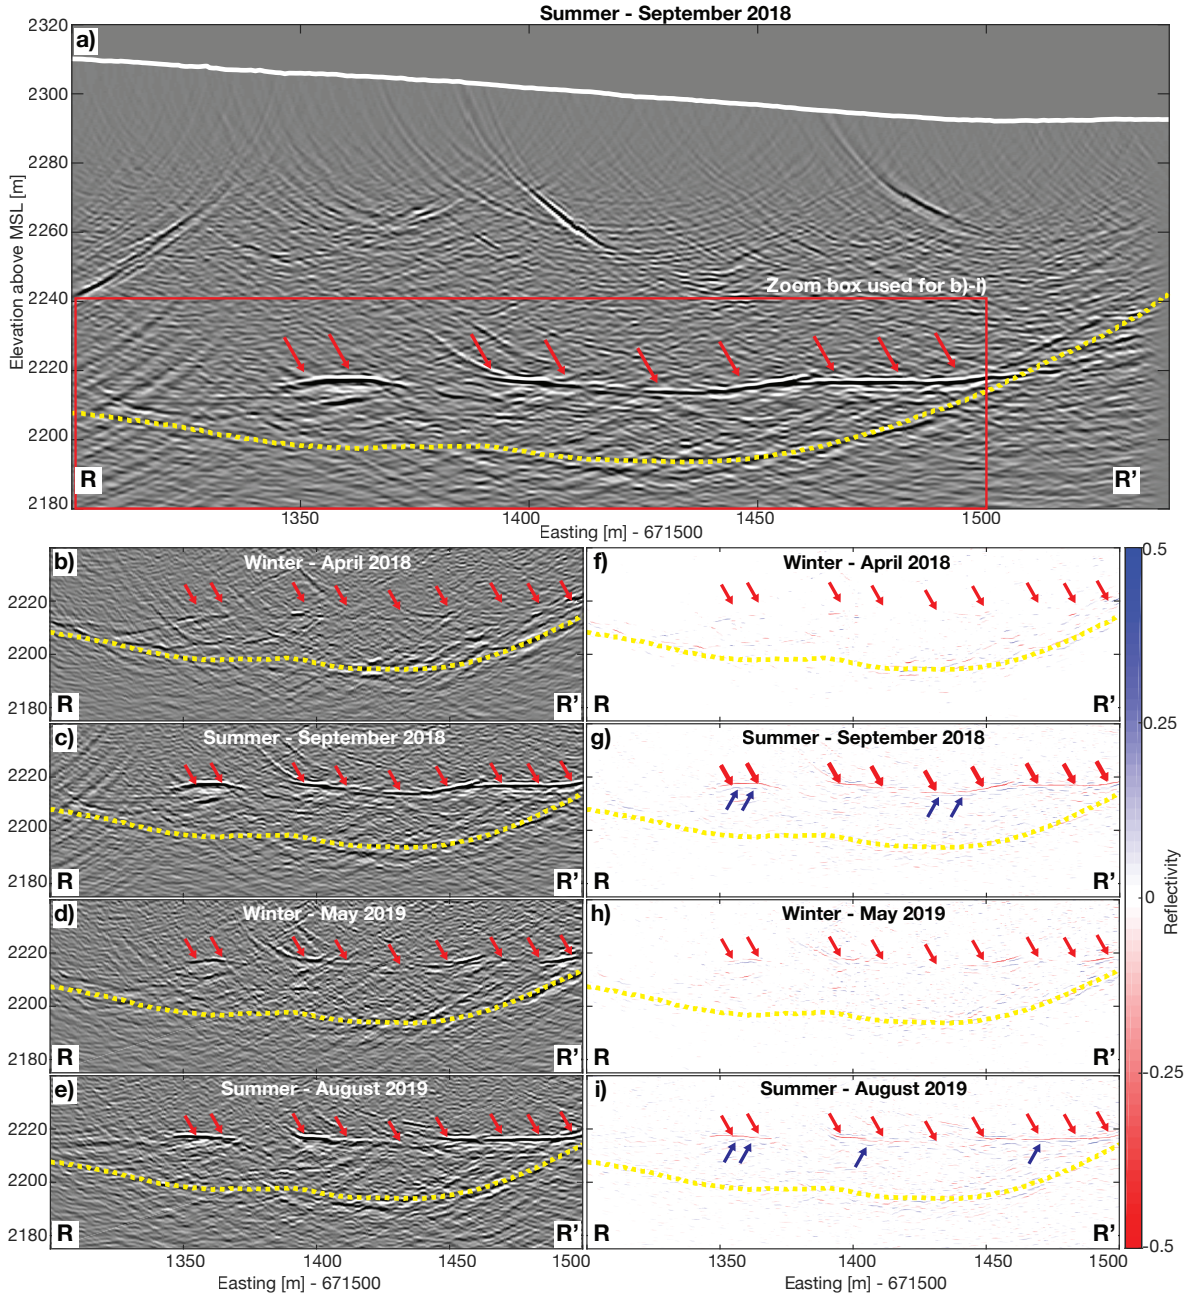 Summer - September 2018
a)
2320
2300
2280
2260
2240
2220
2200
2180
Elevation above MSL [m]
Zoom box used for b)-i)
R
R'
1350
1400
1450
1500
Easting [m] - 671500
b)
Winter - April 2018
2220
2200
2180
R
R'
f)
Winter - April 2018
R
R'
c)
Summer - September 2018
2220
2200
2180
R
R'
g)
Summer - September 2018
R
R'
d)
Winter - May 2019
2220
2200
2180
R
R'
h)
Winter - May 2019
R
R'
e)
Summer - August 2019
2220
2200
2180
R
R'
1350
1400
1450
1500
Easting [m] - 671500
i)
Summer - August 2019
R
R'
1350
1400
1450
1500
Easting [m] - 671500
0.5
0.25
0
-0.25
-0.5
Reflectivity